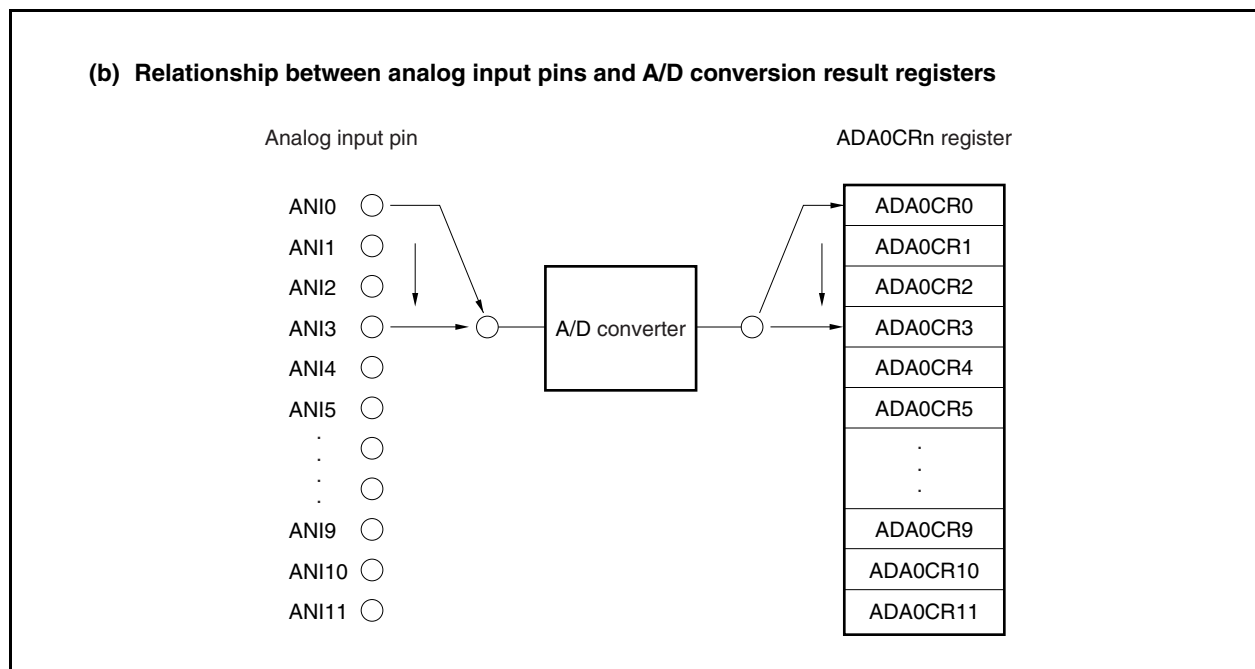 (b) Relationship between analog input pins and A/D conversion result registers
Analog input pin
ADA0CRn register
ANI0
ANI1
ANI2
ANI3
ANI4
ANI5
.
.
.
.
ANI9
ANI10
ANI11
A/D converter
ADA0CR0
ADA0CR1
ADA0CR2
ADA0CR3
ADA0CR4
ADA0CR5
.
.
.
ADA0CR9
ADA0CR10
ADA0CR11